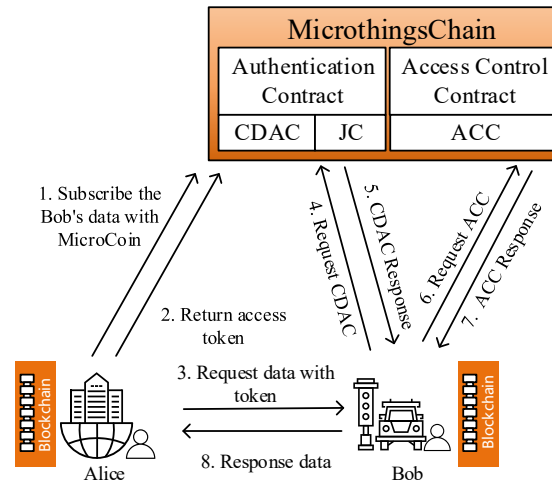 MicrothingsChain
Authentication
Contract
Access Control
Contract
CDAC
JC
ACC
1. Subscribe the
Bob's data with
MicroCoin
2. Return access
token
3. Request data with
token
4. Request CDAC
5. CDAC Response
6. Request ACC
7. ACC Response
8. Response data
Blockchain
Alice
Bob
Blockchain